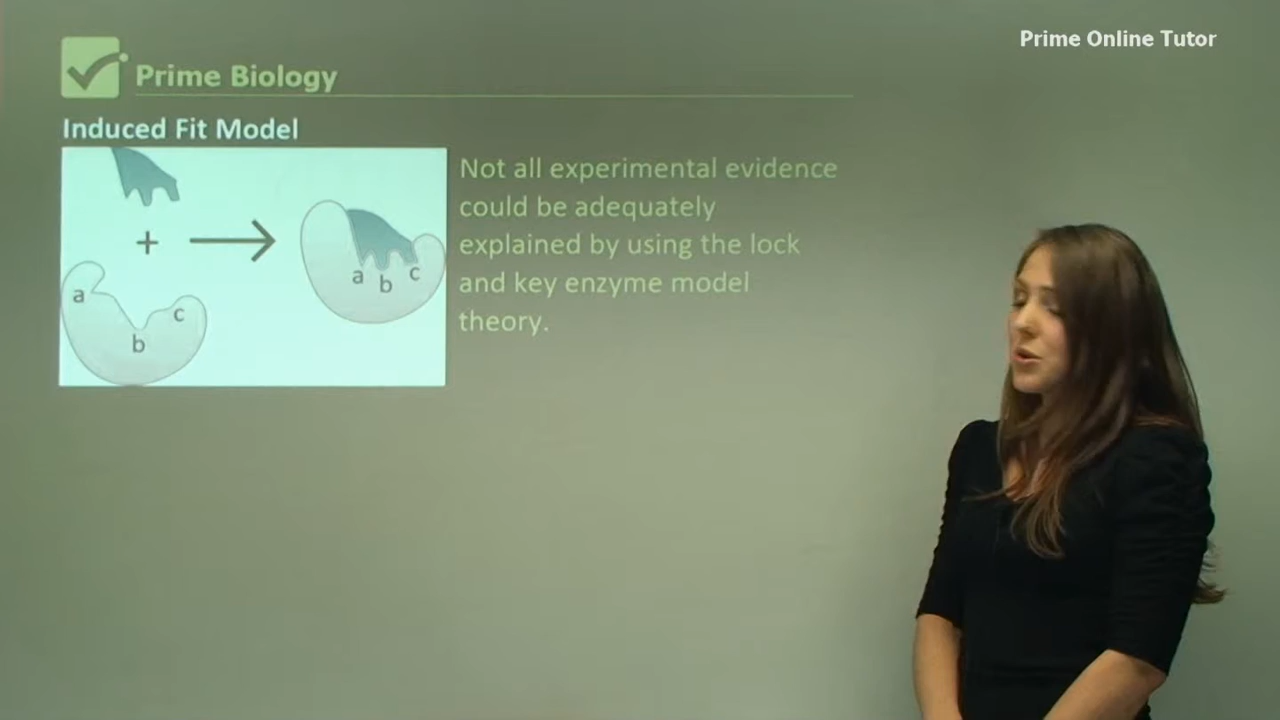 Prime Online Tutor
Prime Biology
Induced Fit Model
Not all experimental evidence
could be adequately
explained by using the lock
and key enzyme model
theory.
+
a
b
c
a
b
c